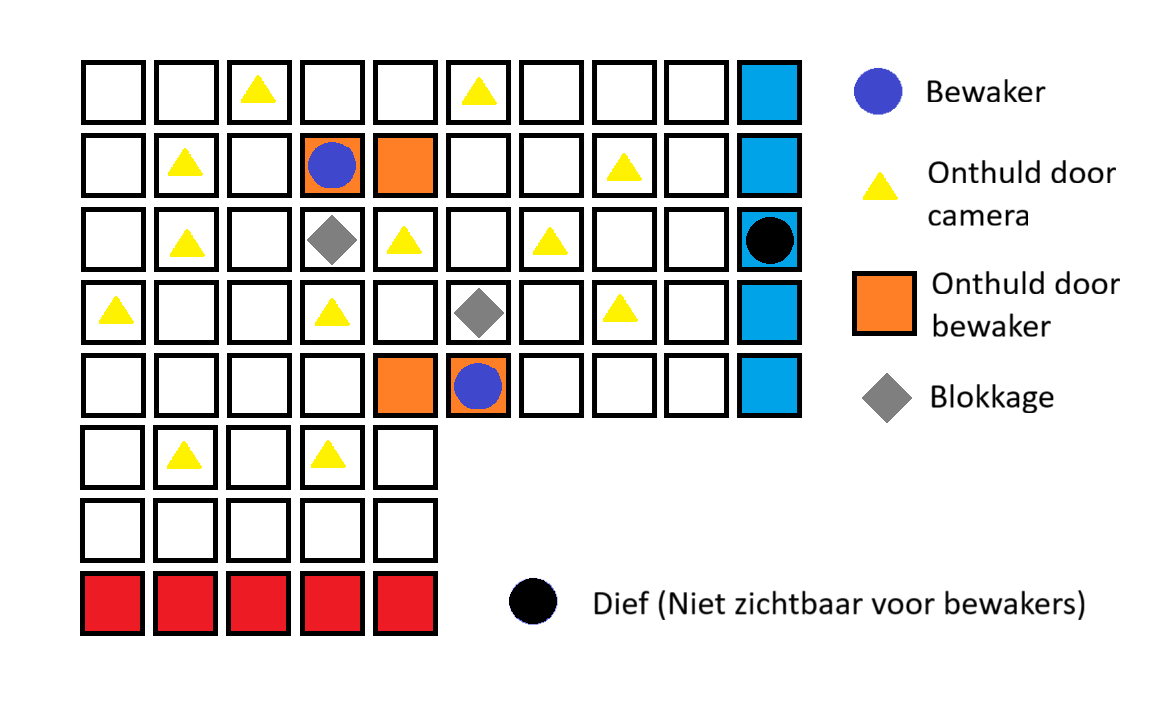 Bewaker
Onthuld door
camera
Onthuld door
bewaker
Blokkage
Dief (Niet zichtbaar voor bewakers)